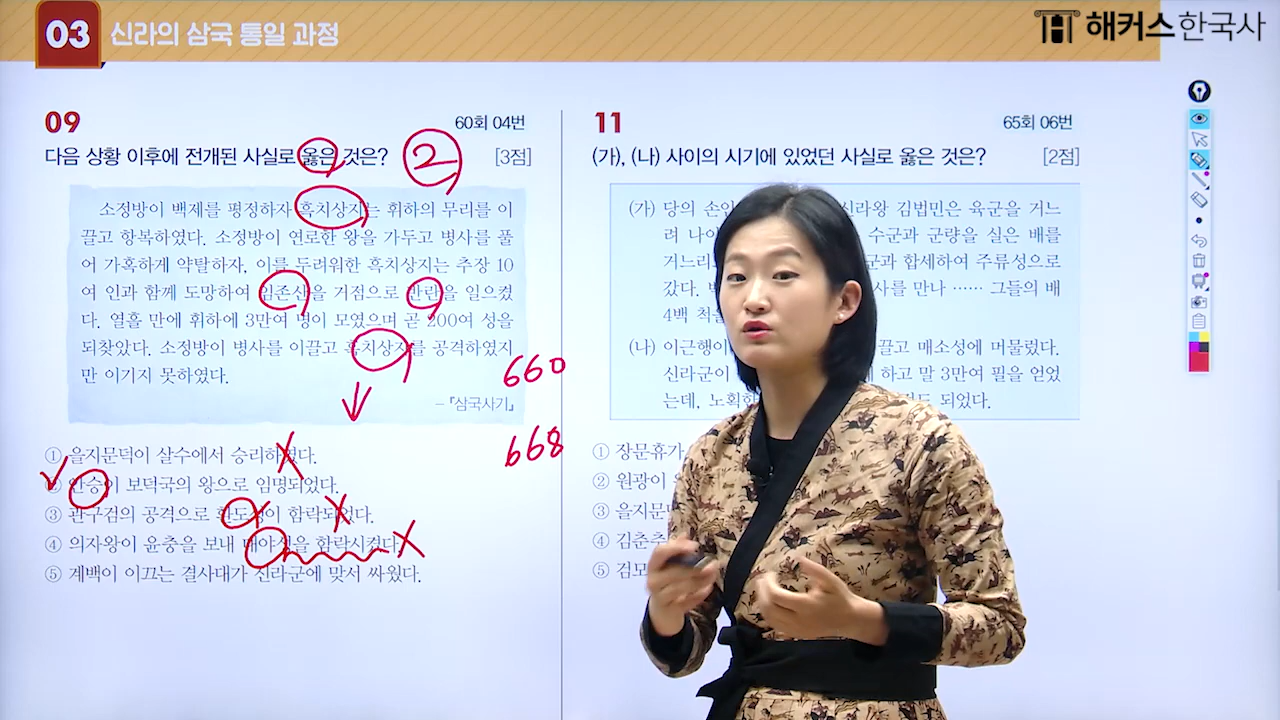 03 신라의 삼국 통일 과정
해커스한국사
09
60회 04번
다음 상황 이후에 전개된 사실로 옳은 것은? [3점]
②
소정방이 백제를 평정하자 흑치상지는 휘하의 무리를 이
끌고 항복하였다. 소정방이 연로한 왕을 가두고 병사를 풀
어 가혹하게 약탈하자, 이를 두려워한 흑치상지는 추장 10
여 인과 함께 도망하여 임존산을 거점으로 반란을 일으켰
다. 열흘 만에 휘하에 3만여 명이 모였으며 곧 200여 성을
되찾았다. 소정방이 병사를 이끌고 흑치상지를 공격하였지
만 이기지 못하였다.
- 『삼국사기』
660
668
① 을지문덕이 살수에서 승리하였다.
② 안승이 보덕국의 왕으로 임명되었다.
③ 관구검의 공격으로 환도성이 함락되었다.
④ 의자왕이 윤충을 보내 대야성을 함락시켰다.
⑤ 계백이 이끄는 결사대가 신라군에 맞서 싸웠다.
11
65회 06번
(가), (나) 사이의 시기에 있었던 사실로 옳은 것은? [2점]
(가) 당의 신라왕 김법민은 육군을 거느
려 수군과 군량을 실은 배를
합세하여 주류성으로
갔다. 만나 …… 그들의 배
4백
(나) 이근행이 끌고 매소성에 머물렀다.
신라군이 하고 말 3만여 필을 얻었
는데, 되었다.
① 장문휴가
② 원광이
③
④ 김춘추
⑤